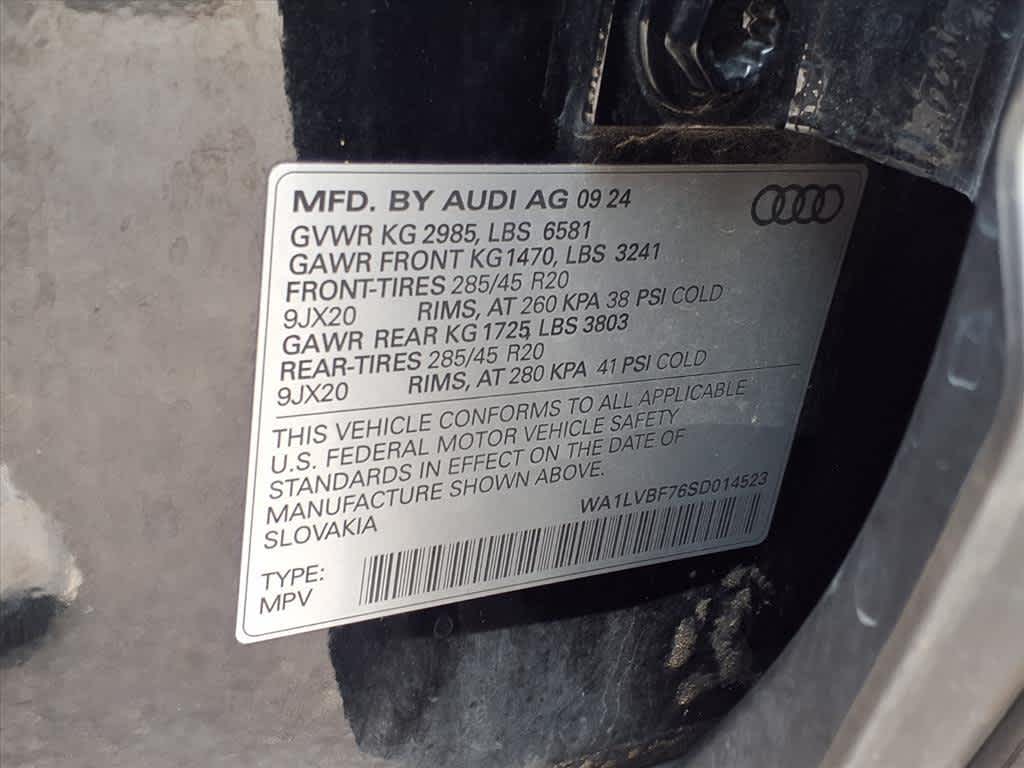 MFD. BY AUDI AG 09 24
GVWR KG 2985, LBS 6581
GAWR FRONT KG 1470, LBS 3241
FRONT-TIRES 285/45 R20
9JX20 RIMS, AT 260 KPA 38 PSI COLD
GAWR REAR KG 1725, LBS 3803
REAR-TIRES 285/45 R20
9JX20 RIMS, AT 280 KPA 41 PSI COLD
THIS VEHICLE CONFORMS TO ALL APPLICABLE
U.S. FEDERAL MOTOR VEHICLE SAFETY
STANDARDS IN EFFECT ON THE DATE OF
MANUFACTURE SHOWN ABOVE.
SLOVAKIA
WA1LVBF76SD014523
TYPE:
MPV